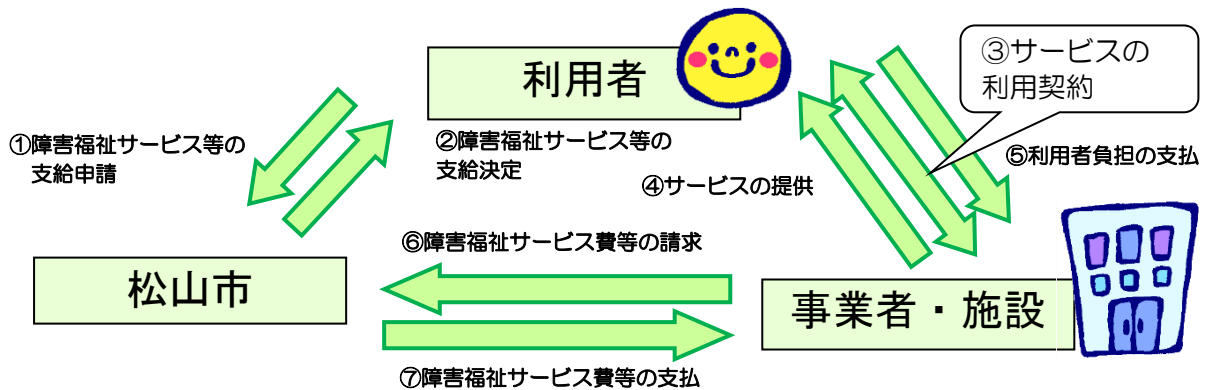 利用者
③サービスの
利用契約
①障害福祉サービス等の
支給申請
②障害福祉サービス等の
支給決定
④サービスの提供
⑤利用者負担の支払
⑥障害福祉サービス費等の請求
松山市
事業者・施設
⑦障害福祉サービス費等の支払